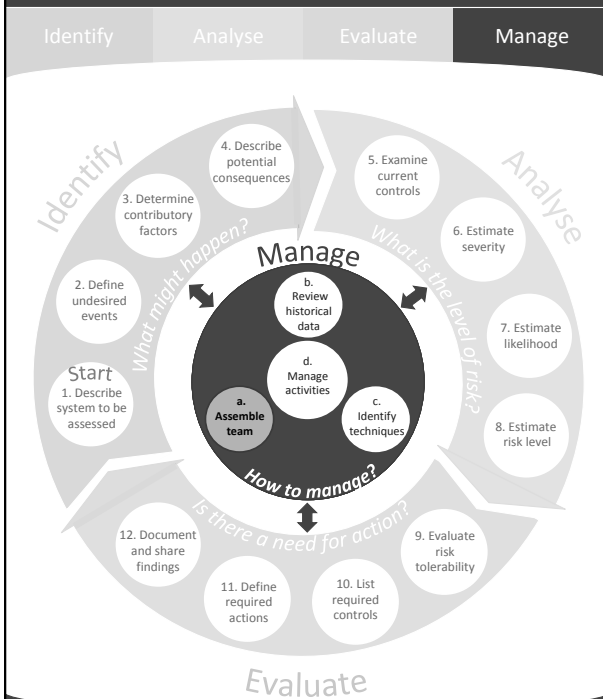 Identify
Analyse
Evaluate
Manage
Identify
What might happen?
Start
1. Describe
system to be
assessed
2. Define
undesired
events
3. Determine
contributory
factors
4. Describe
potential
consequences
Analyse
What is the level of risk?
5. Examine
current
controls
6. Estimate
severity
7. Estimate
likelihood
8. Estimate
risk level
Evaluate
Is there a need for action?
9. Evaluate
risk
tolerability
10. List
required
controls
11. Define
required
actions
12. Document
and share
findings
Manage
How to manage?
a.
Assemble
team
b.
Review
historical
data
c.
Identify
techniques
d.
Manage
activities